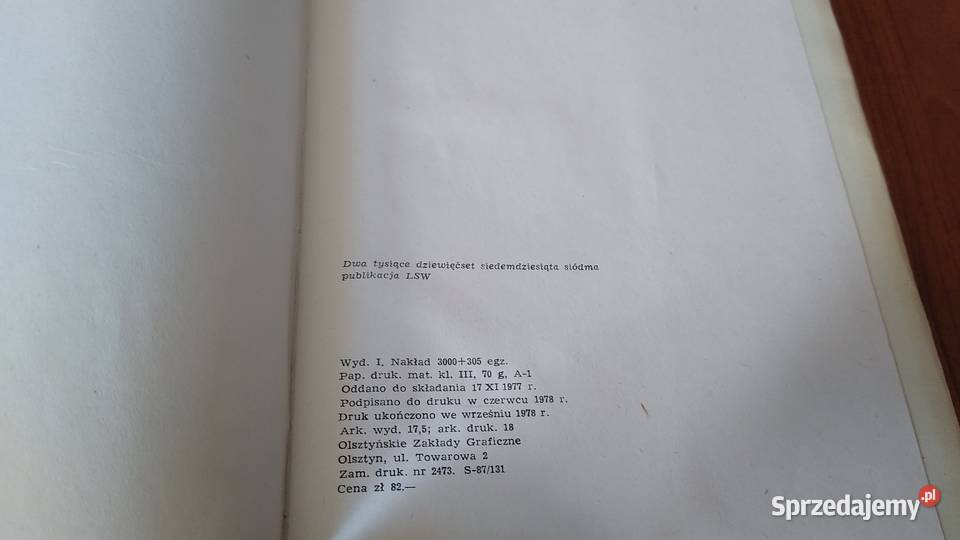 Dwa tysiące dziewięćset siedemdziesiąta siódma
publikacja LSW
Wyd. I. Nakład 3000+305 egz.
Pap. druk. mat. kl. III, 70 g, A-1
Oddano do składania 17 XI 1977 r.
Podpisano do druku w czerwcu 1978 r.
Druk ukończono we wrześniu 1978 r.
Ark. wyd. 17,5; ark. druk. 18
Olsztyńskie Zakłady Graficzne
Olsztyn, ul. Towarowa 2
Zam. druk. nr 2473. S-87/131
Cena zł 82.—
Sprzedajemy.pl